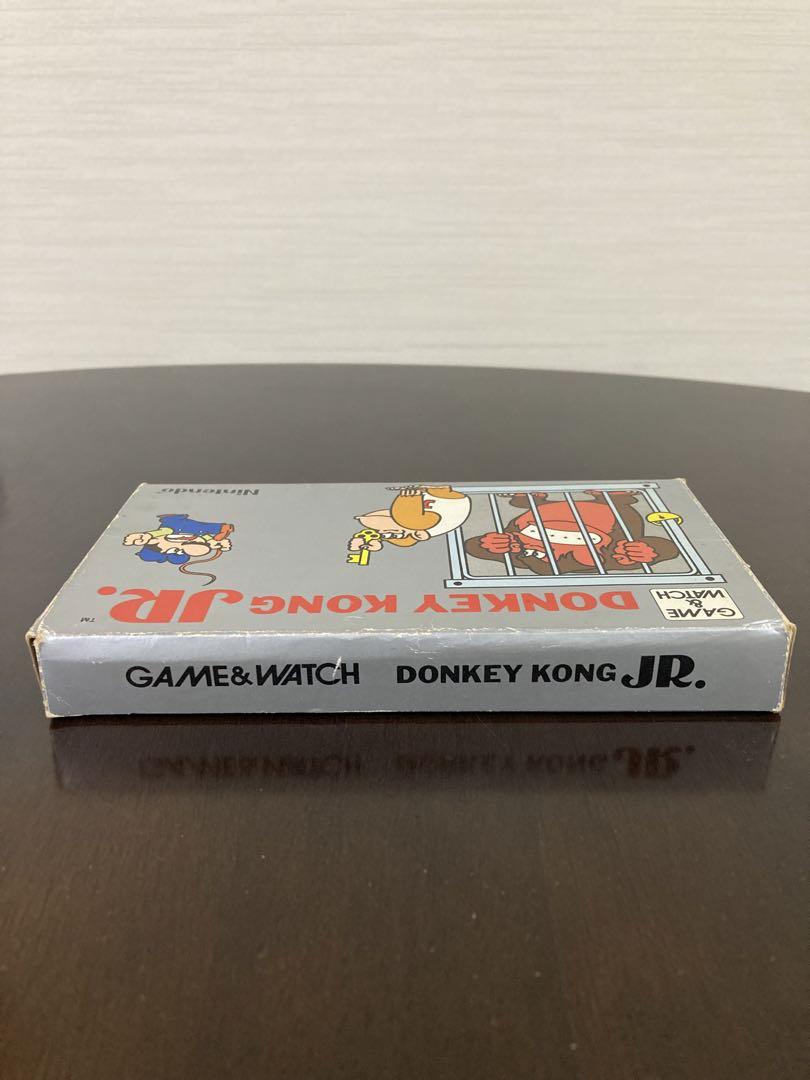 Nintendo
DONKEY KONG JR.™
GAME
&
WATCH
GAME&WATCH DONKEY KONG JR.